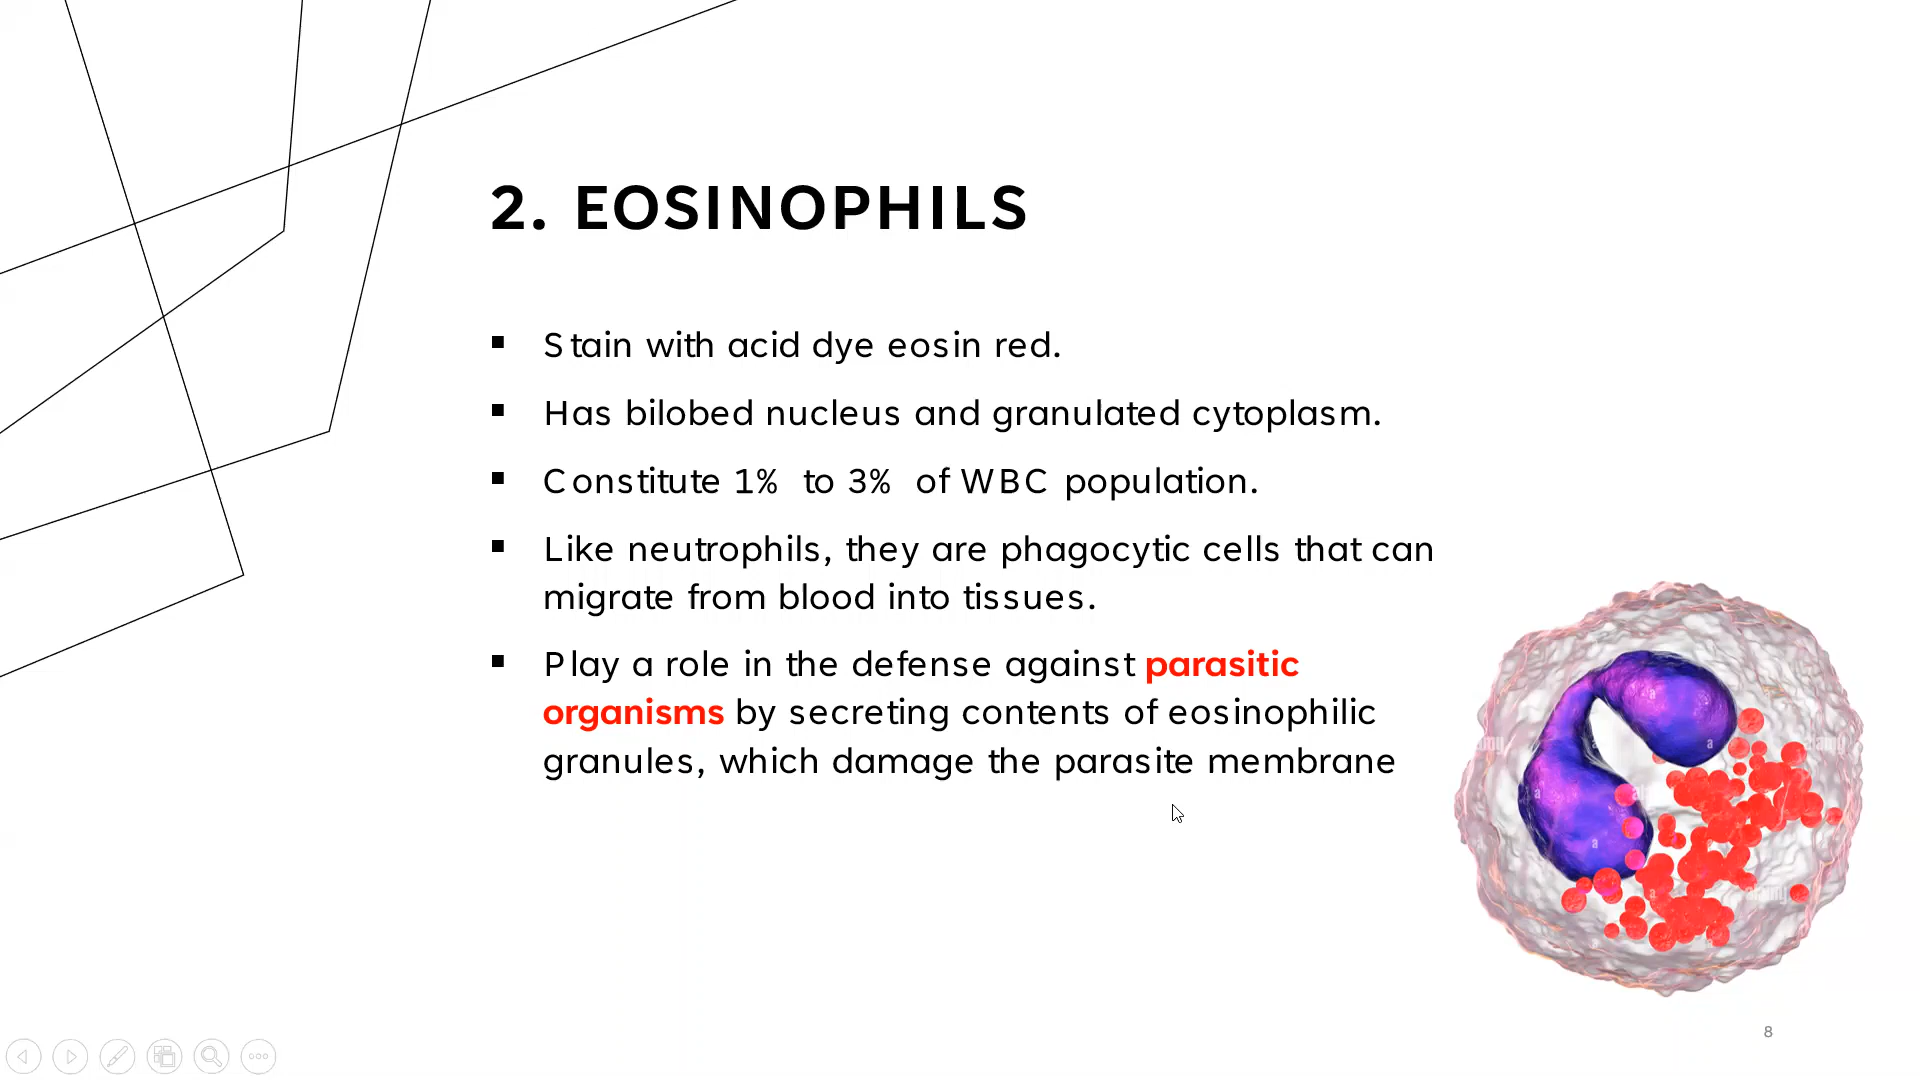 2. EOSINOPHILS
▪ Stain with acid dye eosin red.
▪ Has bilobed nucleus and granulated cytoplasm.
▪ Constitute 1% to 3% of WBC population.
▪ Like neutrophils, they are phagocytic cells that can
migrate from blood into tissues.
▪ Play a role in the defense against parasitic
organisms by secreting contents of eosinophilic
granules, which damage the parasite membrane
8